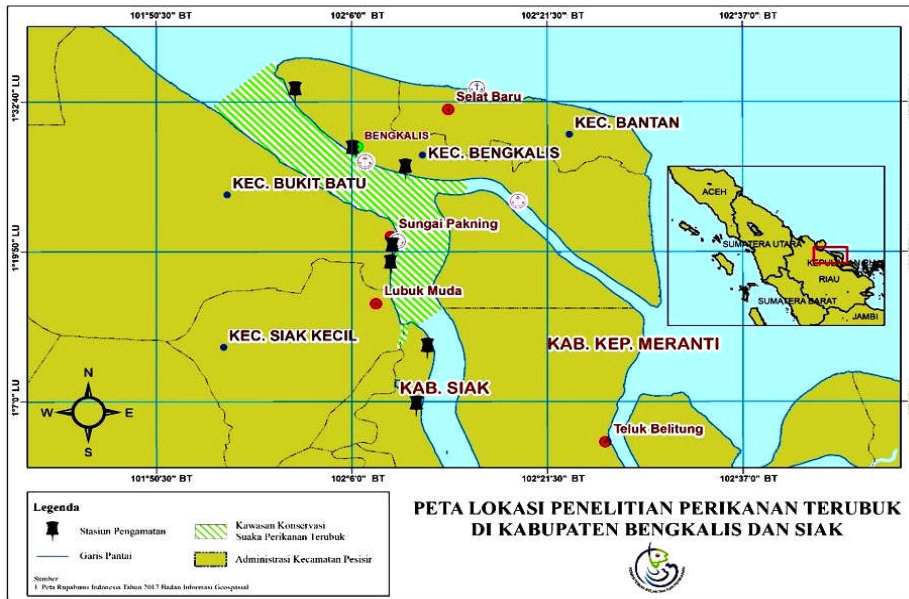 101°50'30" BT
102°6'0" BT
102°21'30" BT
102°37'0" BT
1°32'40" LU
Selat Baru
KEC. BANTAN
BENGKALIS
KEC. BENGKALIS
KEC. BUKIT BATU
Sungai Pakning
1°19'50" LU
Lubuk Muda
KEC. SIAK KECIL
KAB. KEP. MERANTI
KAB. SIAK
1°7'0" LU
Teluk Belitung
N
W
E
S
ACEH
SUMATERA UTARA
RIAU
SUMATERA BARAT
JAMBI
101°50'30" BT
102°6'0" BT
102°21'30" BT
102°37'0" BT
Legenda
Stasiun Pengamatan
Garis Pantai
Kawasan Konservasi
Suaka Perikanan Terubuk
Administrasi Kecamatan Pesisir
Sumber
1. Peta Rupabumi Indonesia Tahun 2017 Badan Informasi Geospasial
PETA LOKASI PENELITIAN PERIKANAN TERUBUK
DI KABUPATEN BENGKALIS DAN SIAK